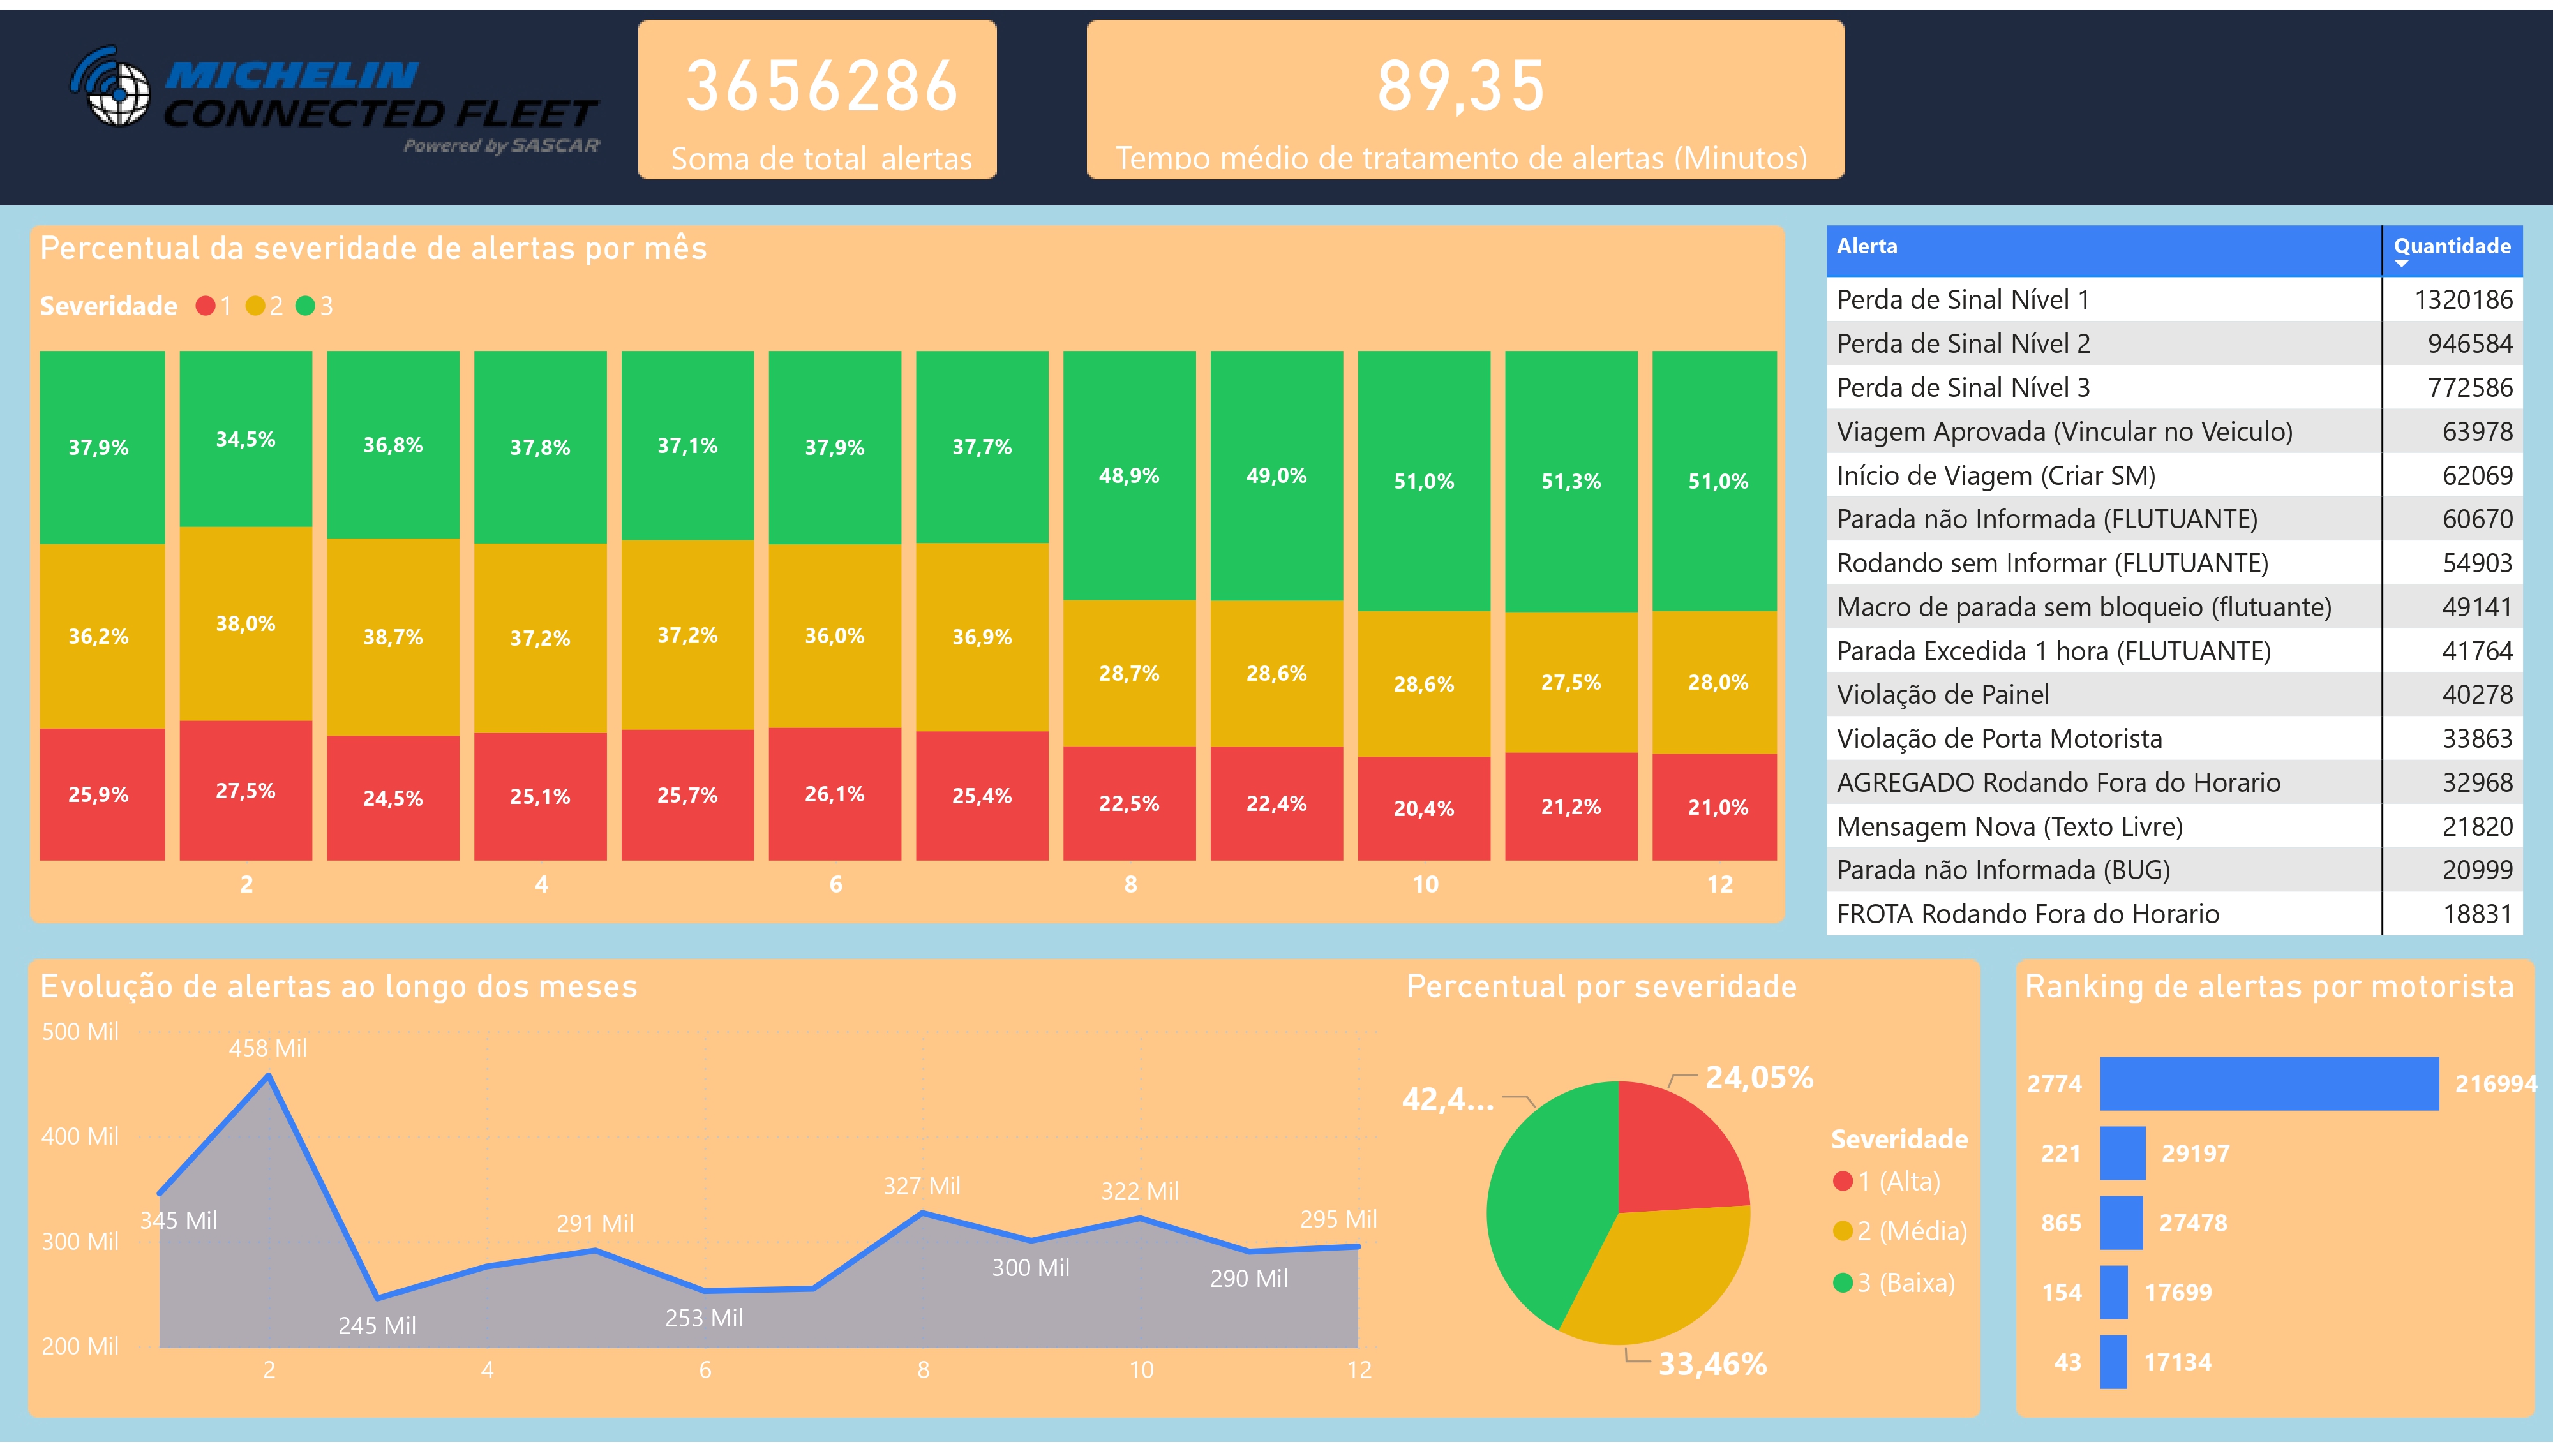 MICHELIN
CONNECTED FLEET
Powered by SASCAR
3656286
Soma de total alertas
89,35
Tempo médio de tratamento de alertas (Minutos)
Percentual da severidade de alertas por mês
Severidade 1 2 3
37,9% 34,5% 36,8% 37,8% 37,1% 37,9% 37,7% 48,9% 49,0% 51,0% 51,3% 51,0%
36,2% 38,0% 38,7% 37,2% 37,2% 36,0% 36,9% 28,7% 28,6% 28,6% 27,5% 28,0%
25,9% 27,5% 24,5% 25,1% 25,7% 26,1% 25,4% 22,5% 22,4% 20,4% 21,2% 21,0%
2 4 6 8 10 12
Alerta Quantidade
Perda de Sinal Nível 1 1320186
Perda de Sinal Nível 2 946584
Perda de Sinal Nível 3 772586
Viagem Aprovada (Vincular no Veiculo) 63978
Início de Viagem (Criar SM) 62069
Parada não Informada (FLUTUANTE) 60670
Rodando sem Informar (FLUTUANTE) 54903
Macro de parada sem bloqueio (flutuante) 49141
Parada Excedida 1 hora (FLUTUANTE) 41764
Violação de Painel 40278
Violação de Porta Motorista 33863
AGREGADO Rodando Fora do Horario 32968
Mensagem Nova (Texto Livre) 21820
Parada não Informada (BUG) 20999
FROTA Rodando Fora do Horario 18831
Evolução de alertas ao longo dos meses
500 Mil
400 Mil
300 Mil
200 Mil
345 Mil
458 Mil
245 Mil
291 Mil
253 Mil
327 Mil
300 Mil
322 Mil
290 Mil
295 Mil
2 4 6 8 10 12
Percentual por severidade
42,4...
24,05%
33,46%
Severidade
1 (Alta)
2 (Média)
3 (Baixa)
Ranking de alertas por motorista
2774 216994
221 29197
865 27478
154 17699
43 17134